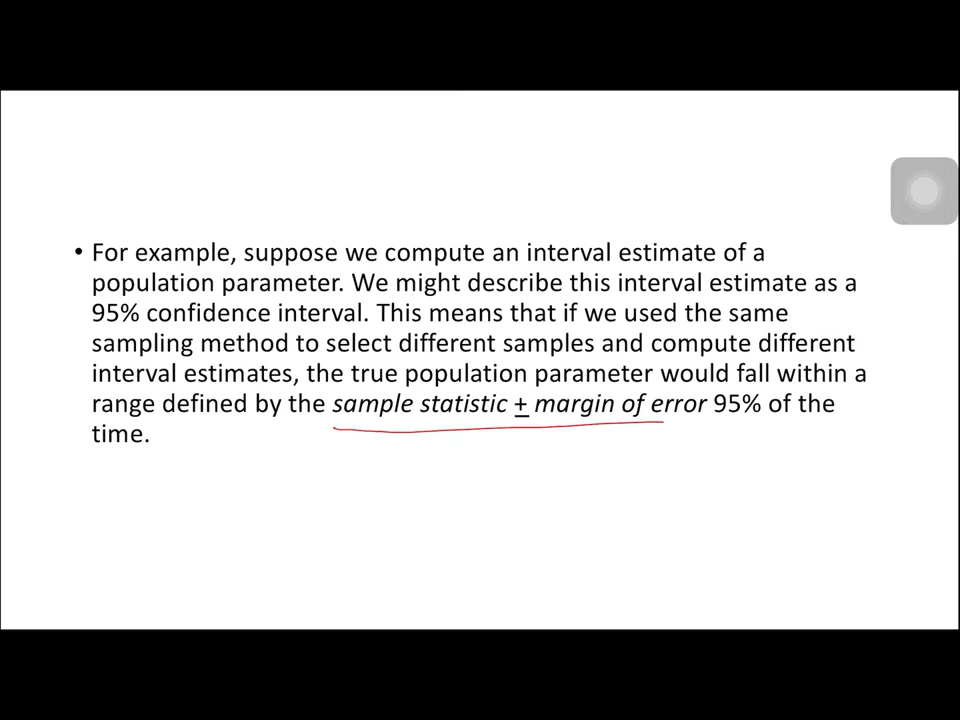 • For example, suppose we compute an interval estimate of a
population parameter. We might describe this interval estimate as a
95% confidence interval. This means that if we used the same
sampling method to select different samples and compute different
interval estimates, the true population parameter would fall within a
range defined by the sample statistic + margin of error 95% of the
time.